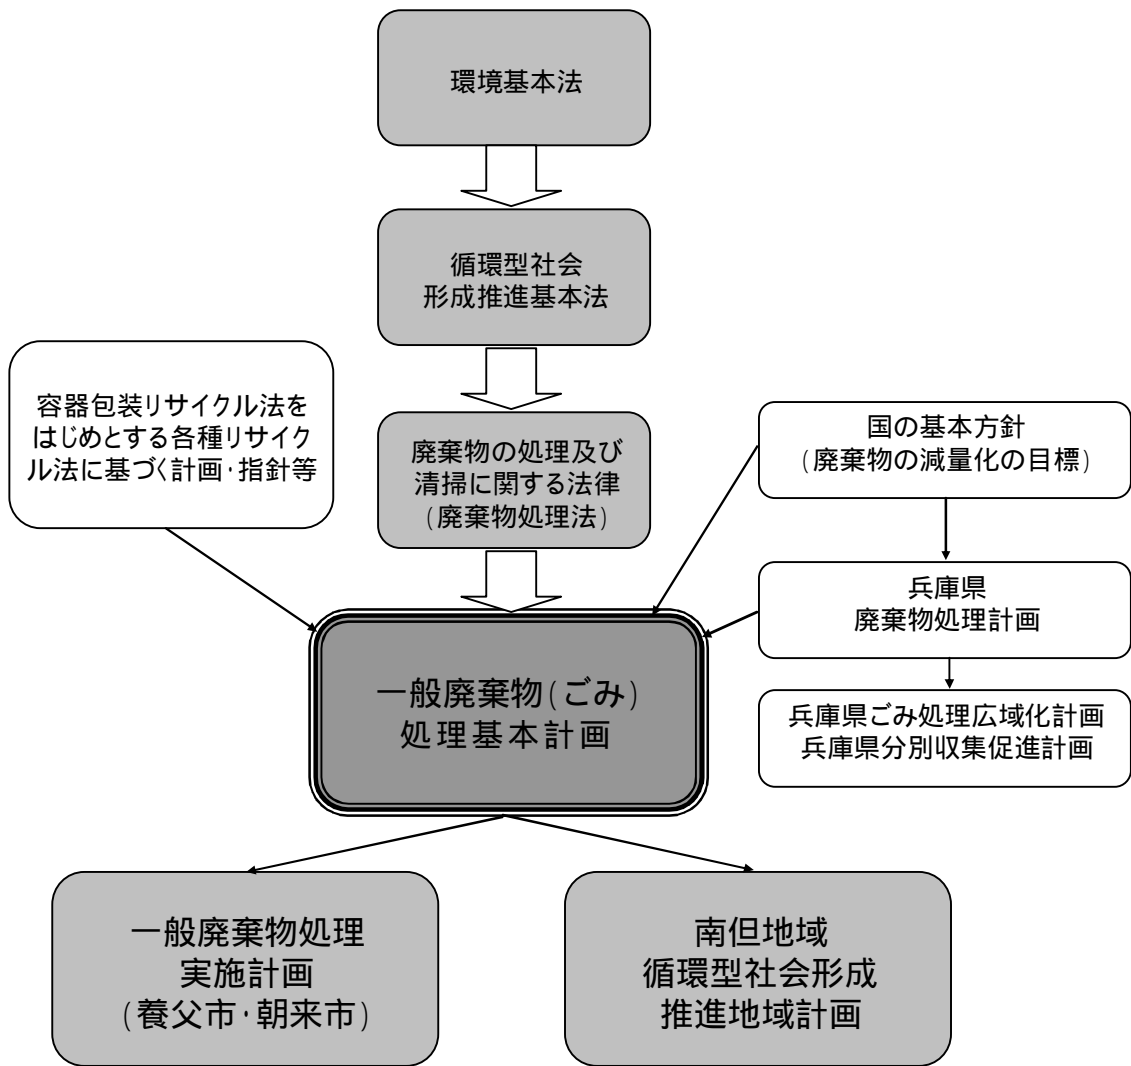 環境基本法
循環型社会
形成推進基本法
容器包装リサイクル法を
はじめとする各種リサイク
ル法に基づく計画・指針等
廃棄物の処理及び
清掃に関する法律
(廃棄物処理法)
国の基本方針
(廃棄物の減量化の目標)
兵庫県
廃棄物処理計画
兵庫県ごみ処理広域化計画
兵庫県分別収集促進計画
一般廃棄物(ごみ)
処理基本計画
一般廃棄物処理
実施計画
(養父市・朝来市)
南但地域
循環型社会形成
推進地域計画